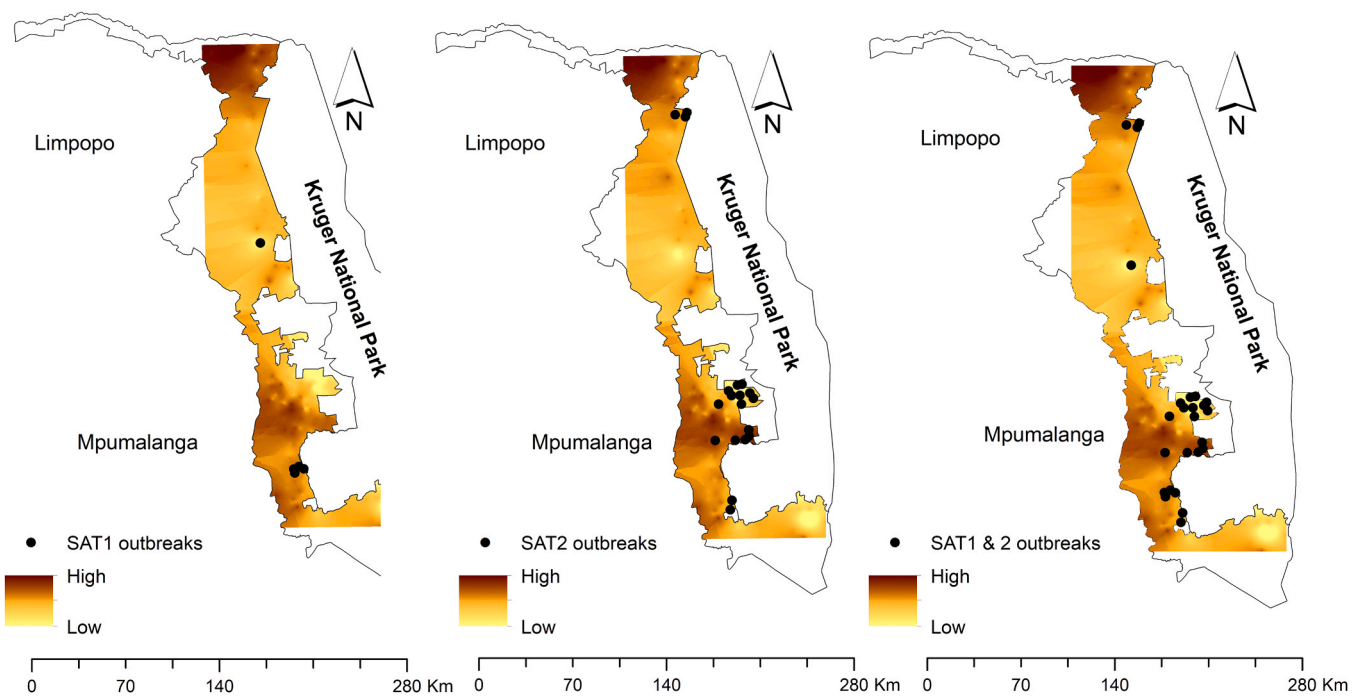 N
Limpopo
Kruger National Park
Mpumalanga
SAT1 outbreaks
High
Low
0 70 140 280 Km
N
Limpopo
Kruger National Park
Mpumalanga
SAT2 outbreaks
High
Low
0 70 140 280 Km
N
Limpopo
Kruger National Park
Mpumalanga
SAT1 & 2 outbreaks
High
Low
0 70 140 280 Km